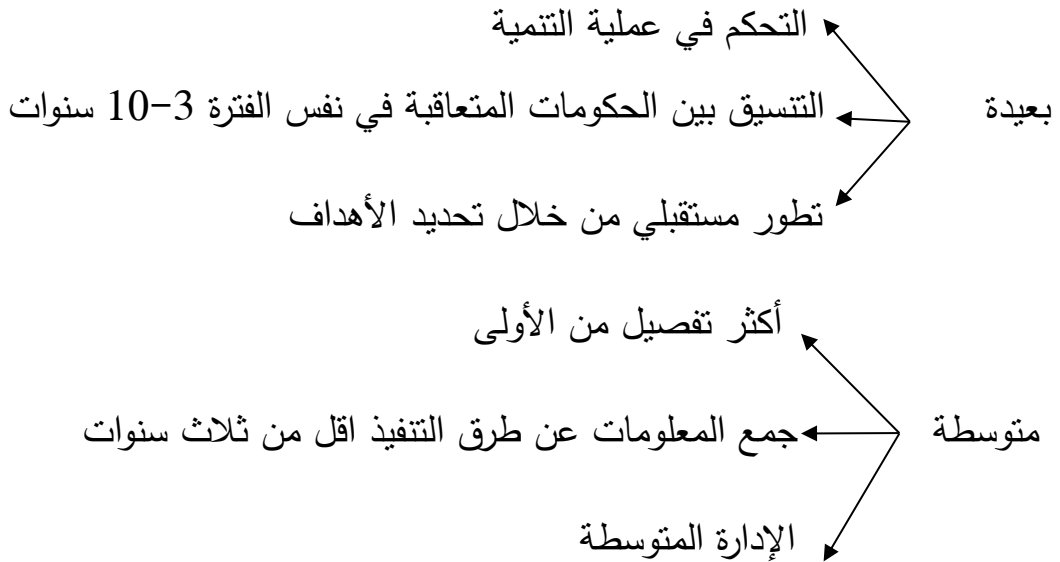 التحكم في عملية التنمية
بعيدة التنسيق بين الحكومات المتعاقبة في نفس الفترة 3-10 سنوات
تطور مستقبلي من خلال تحديد الأهداف
أكثر تفصيل من الأولى
متوسطة جمع المعلومات عن طرق التنفيذ اقل من ثلاث سنوات
الإدارة المتوسطة